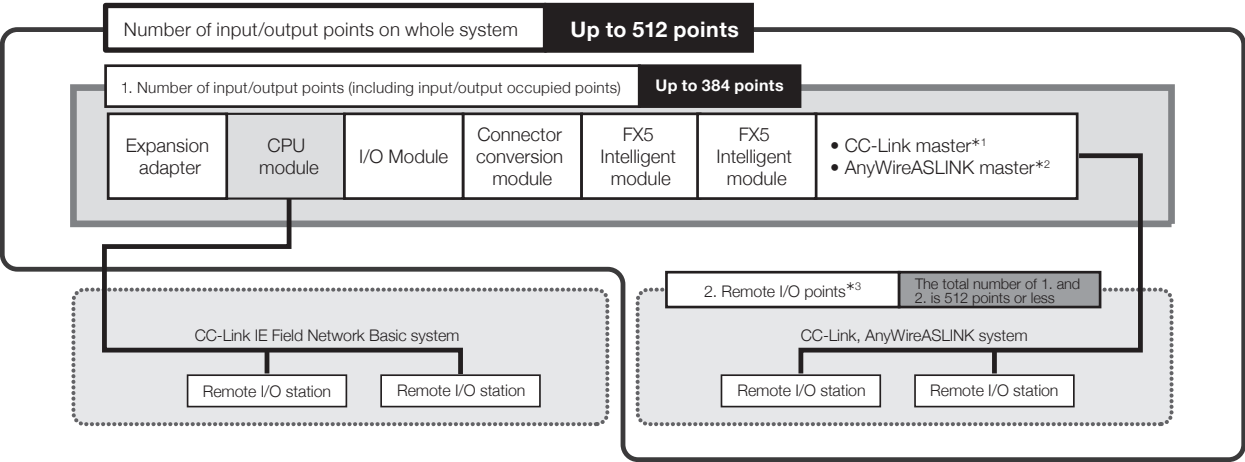 Number of input/output points on whole system Up to 512 points
1. Number of input/output points (including input/output occupied points) Up to 384 points
Expansion
adapter
CPU
module
I/O Module
Connector
conversion
module
FX5
Intelligent
module
FX5
Intelligent
module
• CC-Link master*1
• AnyWireASLINK master*2
2. Remote I/O points*3
The total number of 1. and
2. is 512 points or less
CC-Link IE Field Network Basic system
Remote I/O station
Remote I/O station
CC-Link, AnyWireASLINK system
Remote I/O station
Remote I/O station